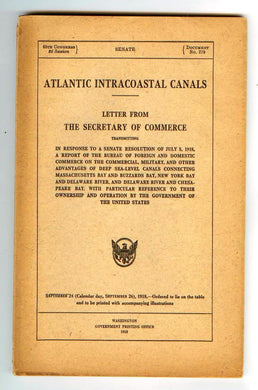 65TH CONGRESS
2d Session
SENATE
DOCUMENT
ATLANTIC INTRACOASTAL CANALS
LETTER FROM
THE SECRETARY OF COMMERCE
TRANSMITTING
IN RESPONSE TO A SENATE RESOLUTION OF JULY 8, 1918,
A REPORT OF THE BUREAU OF FOREIGN AND DOMESTIC
COMMERCE ON THE COMMERCIAL, MILITARY, AND OTHER
ADVANTAGES OF DEEP SEA-LEVEL CANALS CONNECTING
MASSACHUSETTS BAY AND BUZZARDS BAY, NEW YORK BAY
AND DELAWARE RIVER, AND DELAWARE RIVER AND CHESA-
PEAKE BAY, WITH PARTICULAR REFERENCE TO THEIR
OWNERSHIP AND OPERATION BY THE GOVERNMENT OF
THE UNITED STATES
SEPTEMBER 24 (Calendar day, SEPTEMBER 26), 1918.—Ordered to lie on the table
and to be printed with accompanying illustrations
WASHINGTON
GOVERNMENT PRINTING OFFICE
1918